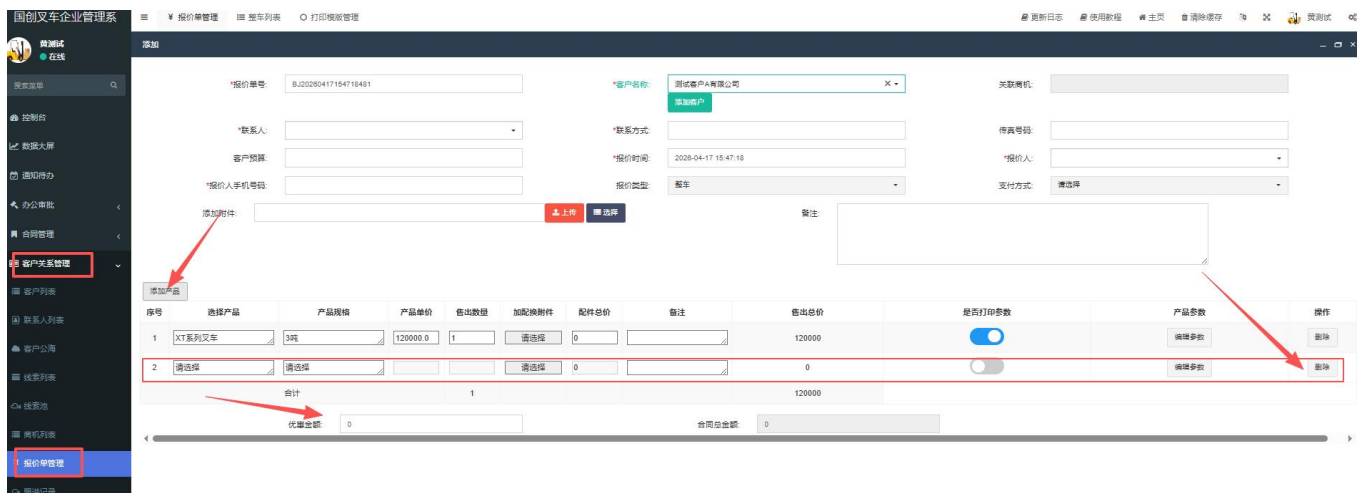 国创叉车企业管理系
¥ 报价单管理 整车列表 打印模版管理
更新日志 使用教程 主页 清除缓存 黄测试
黄测试
在线
添加
搜索菜单
控制台
数据大屏
通知待办
办公审批
合同管理
客户关系管理
客户列表
联系人列表
客户公海
线索列表
线索池
商机列表
报价单管理
*报价单号: BJ20260417154718481 *客户名称: 测试客户A有限公司 关联商机:
添加客户
*联系人: *联系方式: 传真号码:
客户预算: *报价时间: 2026-04-17 15:47:18 *报价人:
*报价人手机号码: 报价类型: 整车 支付方式: 请选择
添加附件: 上传 选择 备注:
添加产品
序号 选择产品 产品规格 产品单价 售出数量 加配换附件 配件总价 备注 售出总价 是否打印参数 产品参数 操作
1 XT系列叉车 3吨 120000.0 1 请选择 0 120000 编辑参数 删除
2 请选择 请选择 请选择 0 0 编辑参数 删除
合计 1 120000
优惠金额: 0 合同总金额: 0